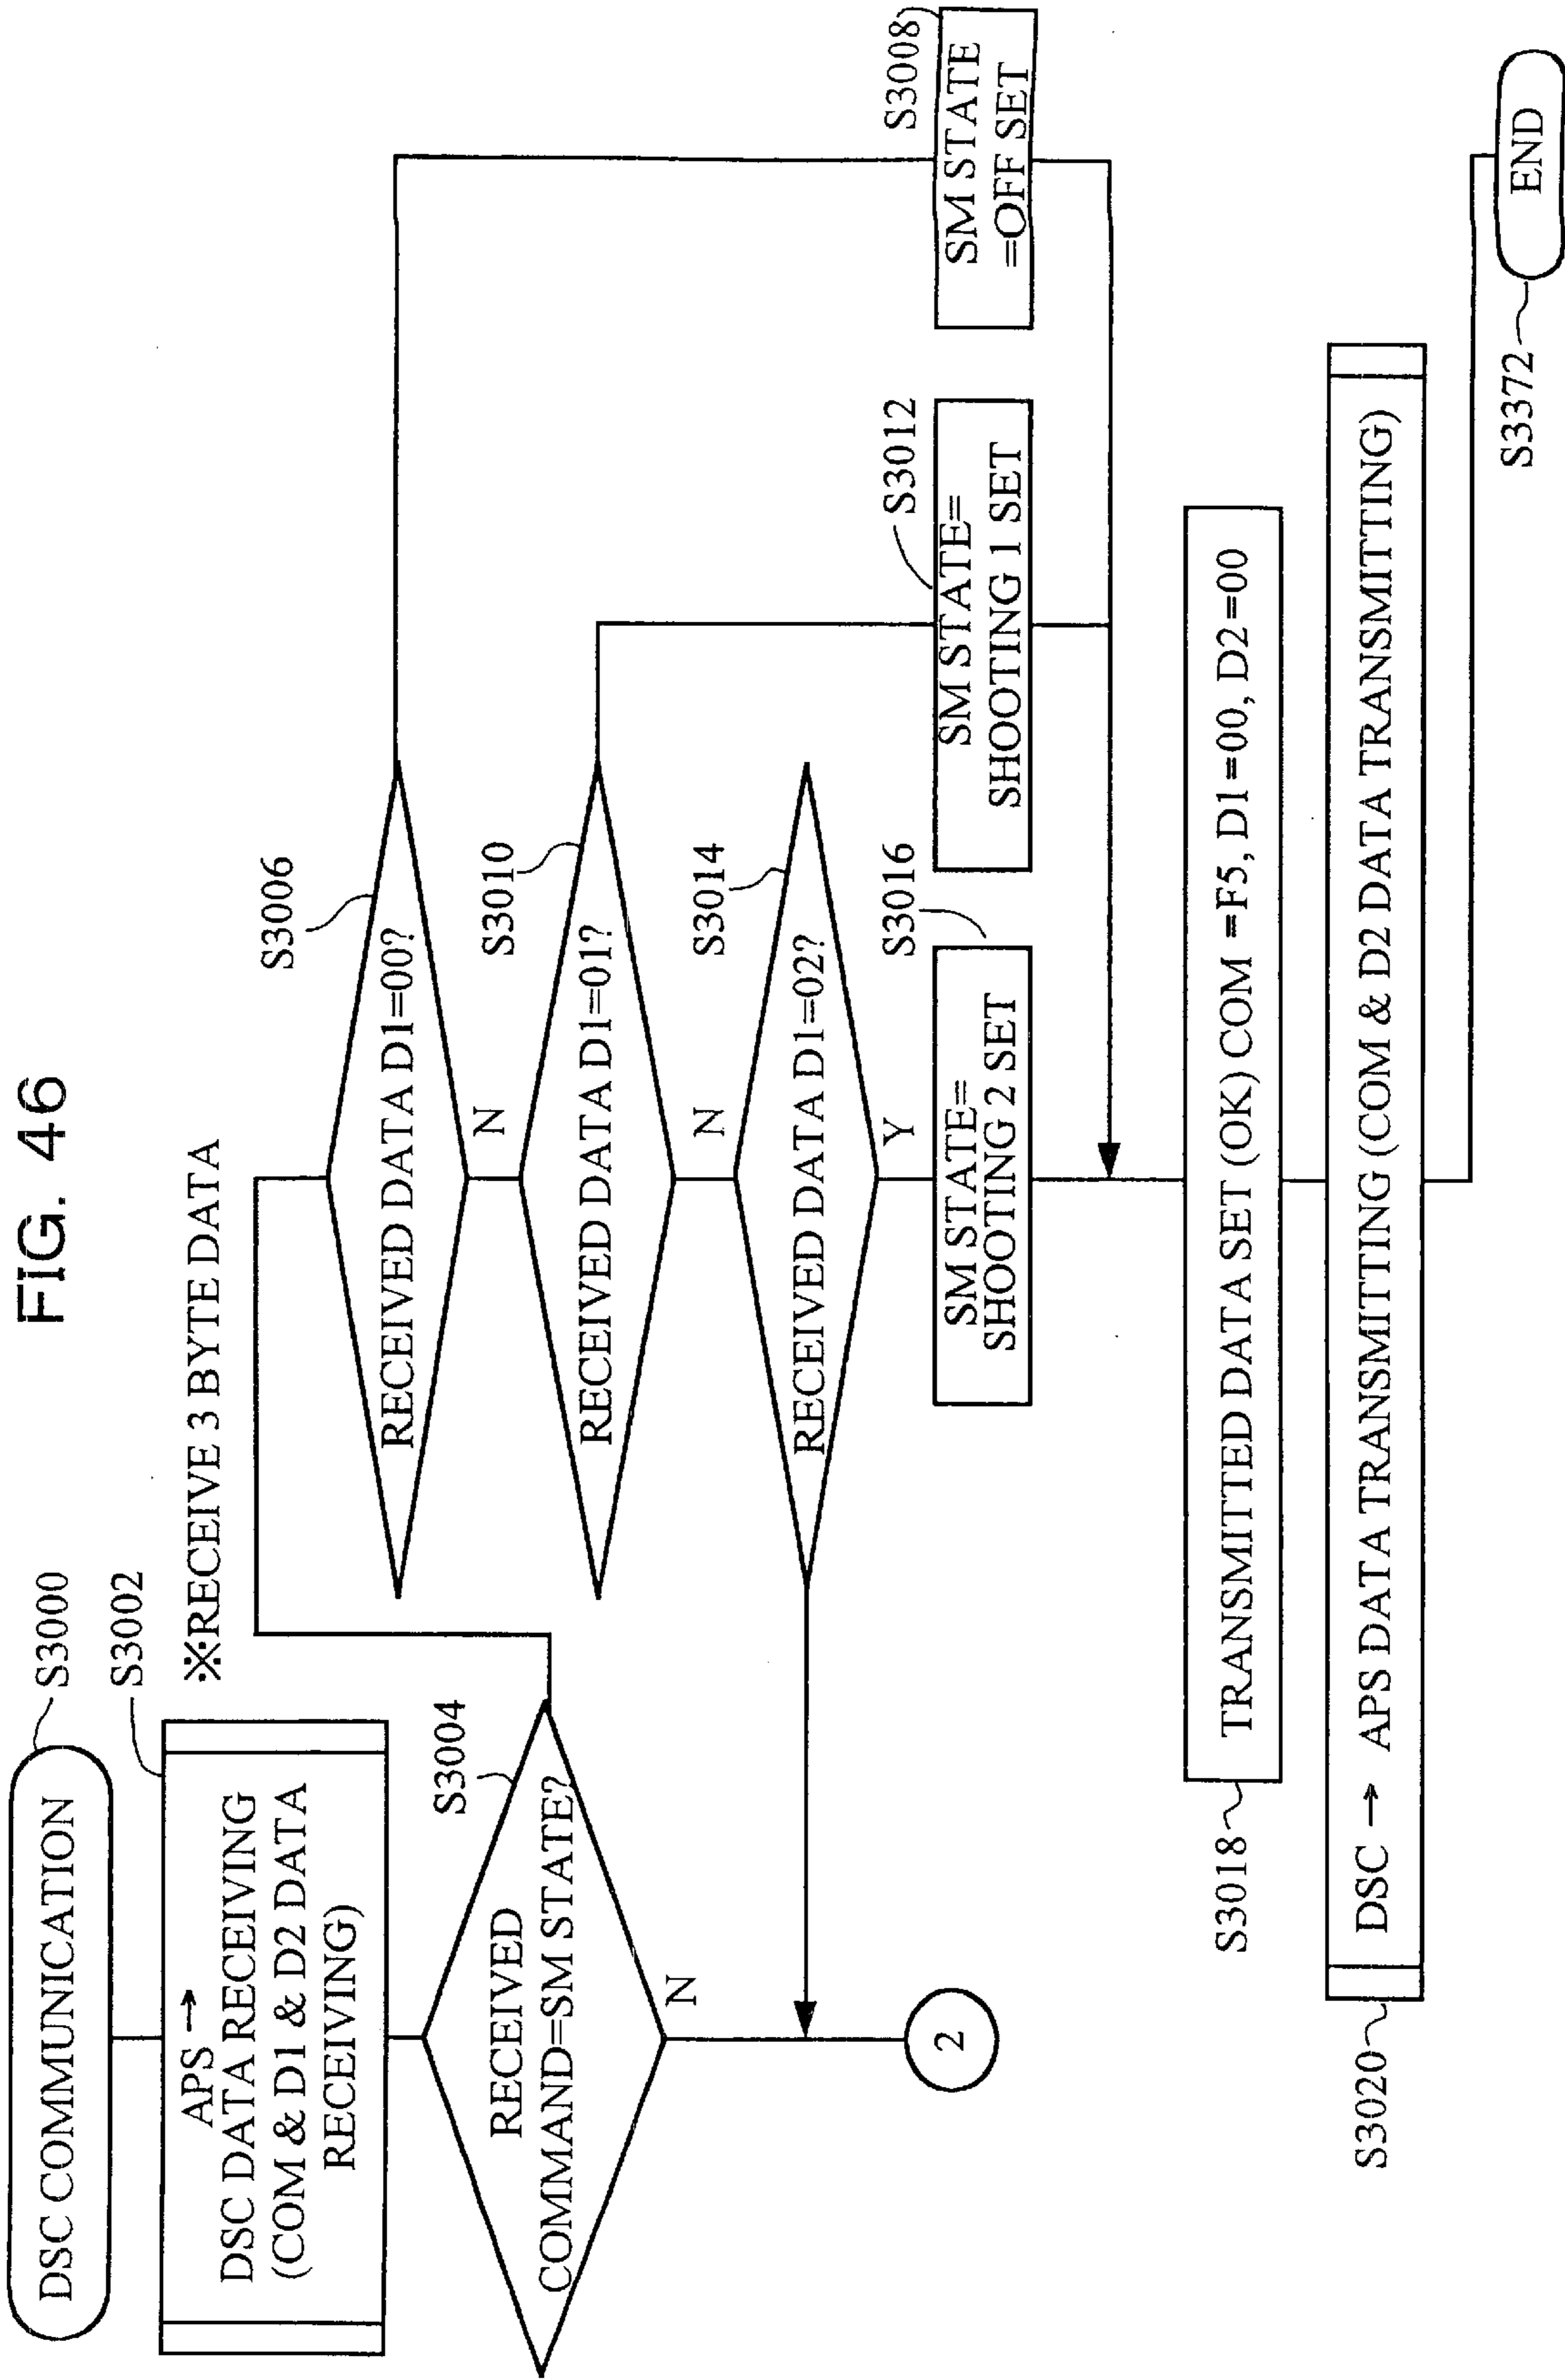 FIG. 46
DSC COMMUNICATION
S3000
APS →
DSC DATA RECEIVING
(COM & D1 & D2 DATA
RECEIVING)
S3002
※RECEIVE 3 BYTE DATA
RECEIVED
COMMAND=SM STATE?
S3004
N
2
RECEIVED DATA D1=00?
S3006
N
RECEIVED DATA D1=01?
S3010
N
RECEIVED DATA D1=02?
S3014
Y
SM STATE=
SHOOTING 2 SET
S3016
SM STATE=
SHOOTING 1 SET
S3012
SM STATE
=OFF SET
S3008
S3018
TRANSMITTED DATA SET (OK) COM =F5, D1=00, D2=00
S3020
DSC → APS DATA TRANSMITTING (COM & D2 DATA TRANSMITTING)
S3372
END